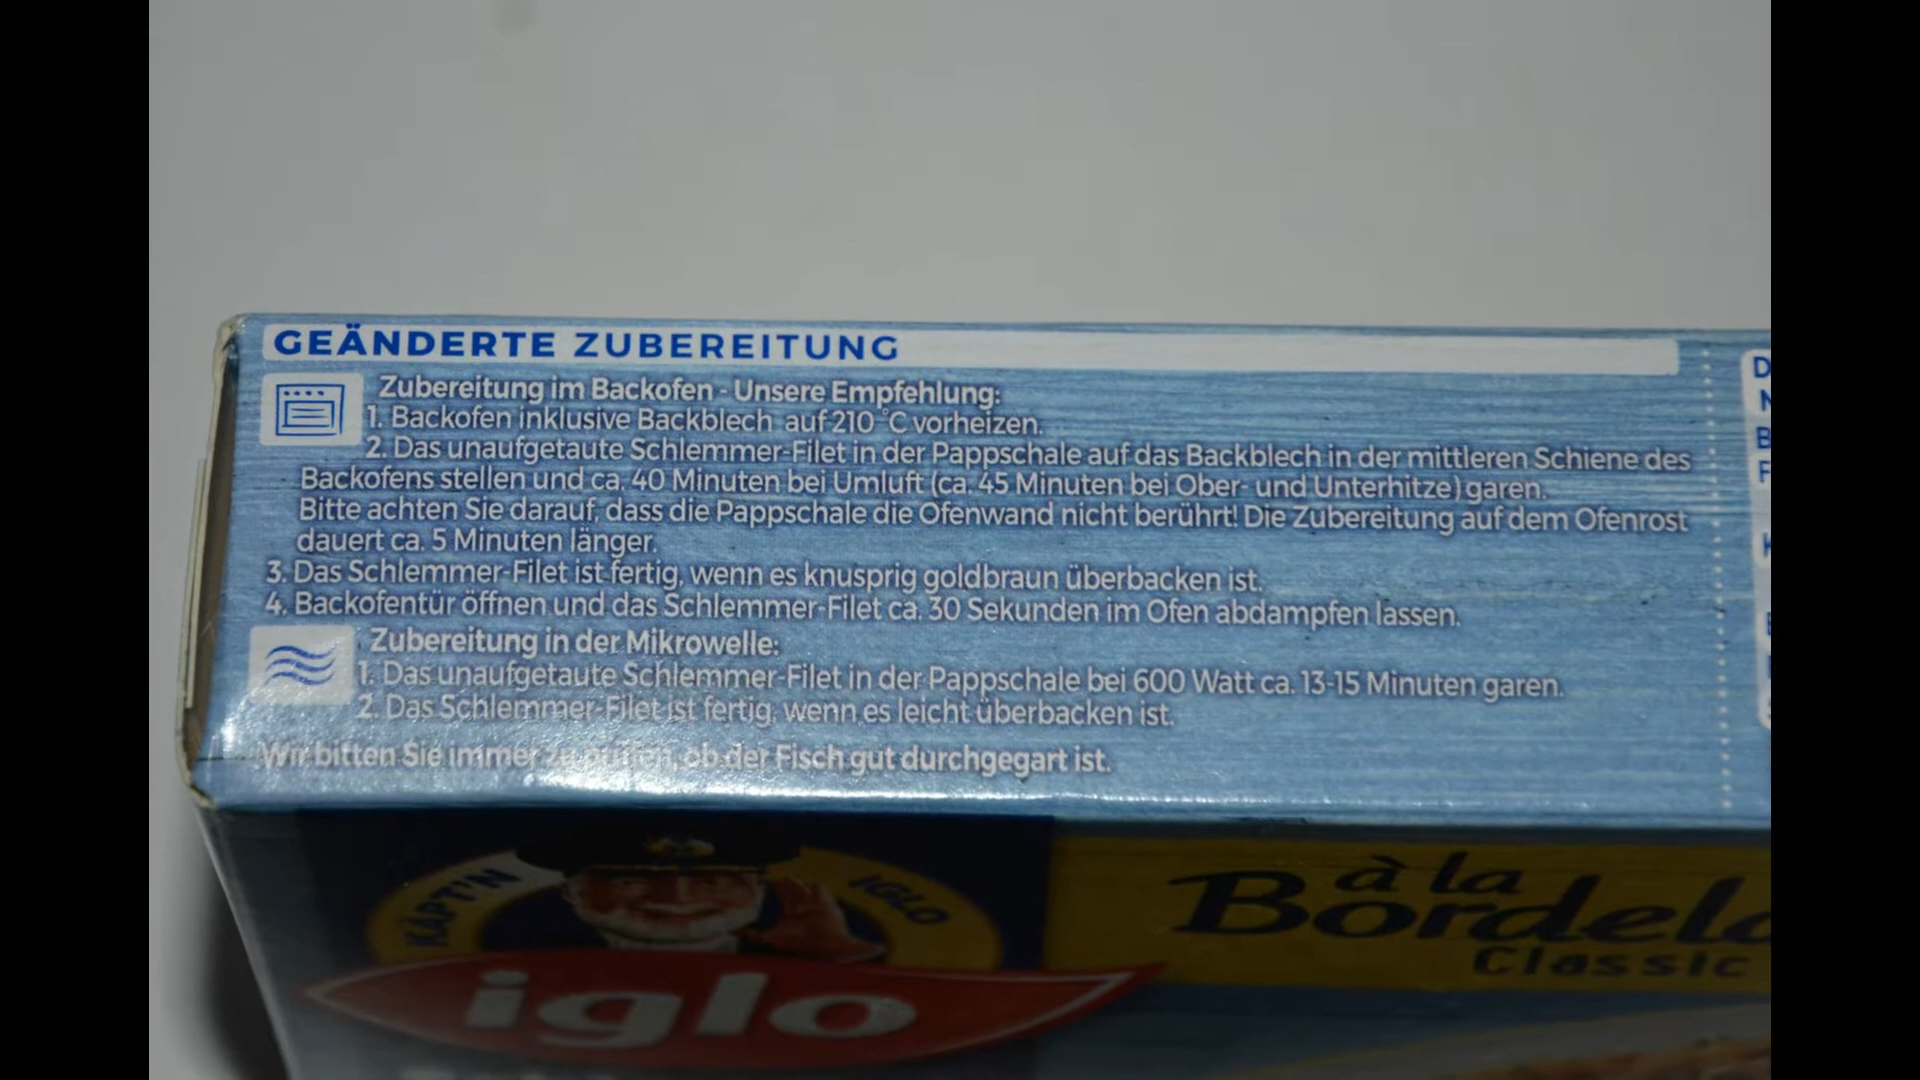 GEÄNDERTE ZUBEREITUNG
Zubereitung im Backofen - Unsere Empfehlung:
1. Backofen inklusive Backblech auf 210 °C vorheizen.
2. Das unaufgetaute Schlemmer-Filet in der Pappschale auf das Backblech in der mittleren Schiene des
Backofens stellen und ca. 40 Minuten bei Umluft (ca. 45 Minuten bei Ober- und Unterhitze) garen.
Bitte achten Sie darauf, dass die Pappschale die Ofenwand nicht berührt! Die Zubereitung auf dem Ofenrost
dauert ca. 5 Minuten länger.
3. Das Schlemmer-Filet ist fertig, wenn es knusprig goldbraun überbacken ist.
4. Backofentür öffnen und das Schlemmer-Filet ca. 30 Sekunden im Ofen abdampfen lassen.
Zubereitung in der Mikrowelle:
1. Das unaufgetaute Schlemmer-Filet in der Pappschale bei 600 Watt ca. 13-15 Minuten garen.
2. Das Schlemmer-Filet ist fertig, wenn es leicht überbacken ist.
Wir bitten Sie immer zu prüfen, ob der Fisch gut durchgegart ist.
KÄPT'N IGLO
iglo
à la
Bordela
Classic